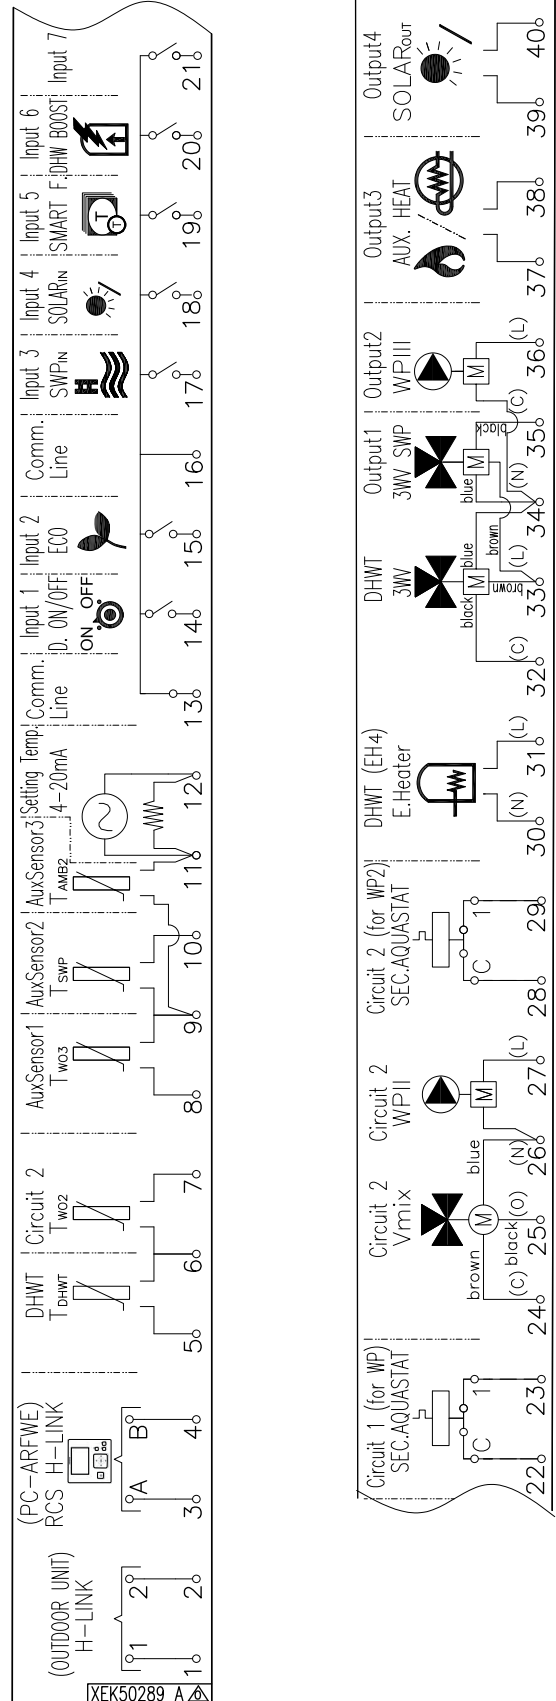 XEK50289 A 6
(OUTDOOR UNIT)
H-LINK
1 2
1 2
(PC-ARFWE)
RCS H-LINK
A B
3 4
DHWT
TDHWT
5 6
Circuit 2
TWO2
7
AuxSensor1
TWO3
8 9
AuxSensor2
TSWP
10
AuxSensor3
TAMB2
11
Setting Temp.
4-20mA
12
Comm.
Line
13
Input 1
D. ON/OFF
ON OFF
14
Input 2
ECO
15
Comm.
Line
16
Input 3
SWPIN
17
Input 4
SOLARIN
18
Input 5
SMART F.
T
T
19
Input 6
DHW BOOST
20
Input 7
21
Circuit 1 (for WP)
SEC.AQUASTAT
C 1
22 23
Circuit 2
Vmix
M
brown blue
(C) black(O) (N)
24 25 26
Circuit 2
WPII
M
(L)
27
Circuit 2 (for WP2)
SEC.AQUASTAT
C 1
28 29
DHWT (EH4)
E.Heater
(N) (L)
30 31
DHWT
3WV
M
black blue
brown
(C) (L)
32 33
Output1
3WV SWP
M
blue black
brown
(N) (C)
34 35
Output2
WPIII
M
(L)
36
Output3
AUX. HEAT
37 38
Output4
SOLAROUT
39 40